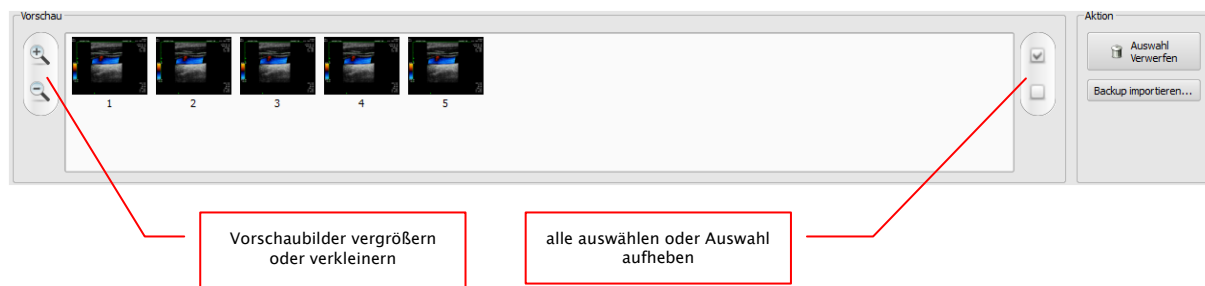 Vorschau
1
2
3
4
5
Aktion
Auswahl
Verwerfen
Backup importieren...
Vorschaubilder vergrößern
oder verkleinern
alle auswählen oder Auswahl
aufheben